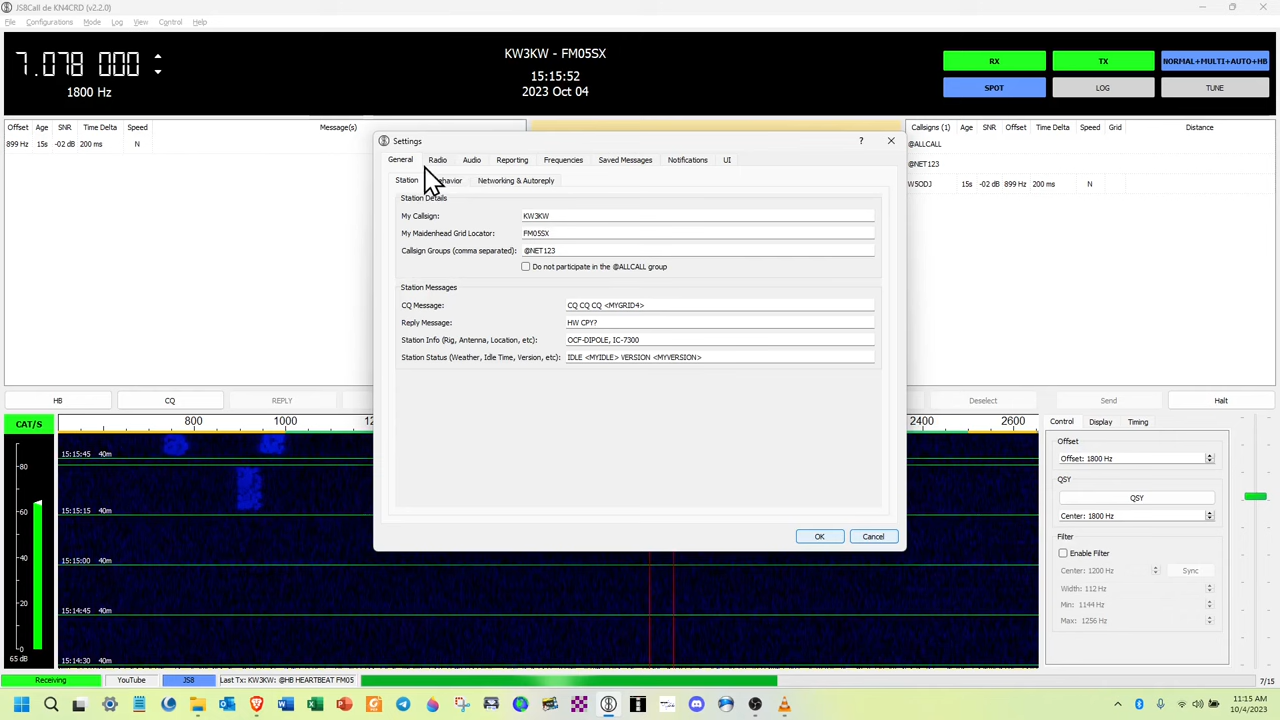 JS8Call de KN4CRD (v2.2.0)
File Configurations Mode Log View Control Help
7.078 000
1800 Hz
KW3KW - FM05SX
15:15:52
2023 Oct 04
RX TX NORMAL+MULTI+AUTO+HB
SPOT LOG TUNE
Offset Age SNR Time Delta Speed Message(s)
899 Hz 15s -02 dB 200 ms N
Callsigns (1) Age SNR Offset Time Delta Speed Grid Distance
@ALLCALL
@NET123
W5ODJ 15s -02 dB 899 Hz 200 ms N
Settings
General Radio Audio Reporting Frequencies Saved Messages Notifications UI
Station Networking & Autoreply
Station Details
My Callsign: KW3KW
My Maidenhead Grid Locator: FM05SX
Callsign Groups (comma separated): @NET123
Do not participate in the @ALLCALL group
Station Messages
CQ Message: CQ CQ CQ <MYGRID4>
Reply Message: HW CPY?
Station Info (Rig, Antenna, Location, etc): OCF-DIPOLE, IC-7300
Station Status (Weather, Idle Time, Version, etc): IDLE <MYIDLE> VERSION <MYVERSION>
OK Cancel
HB CQ REPLY Deselect Send Halt
CAT/S
80
60
40
20
0
65 dB
800 1000 2400 2600
15:15:45 40m
15:15:15 40m
15:15:00 40m
15:14:45 40m
15:14:30 40m
Control Display Timing
Offset
Offset: 1800 Hz
QSY
QSY
Center: 1800 Hz
Filter
Enable Filter
Center: 1200 Hz Sync
Width: 112 Hz
Min: 1144 Hz
Max: 1256 Hz
Receiving YouTube JS8 Last Tx: KW3KW: @HB HEARTBEAT FM05 7/15
11:15 AM
10/4/2023